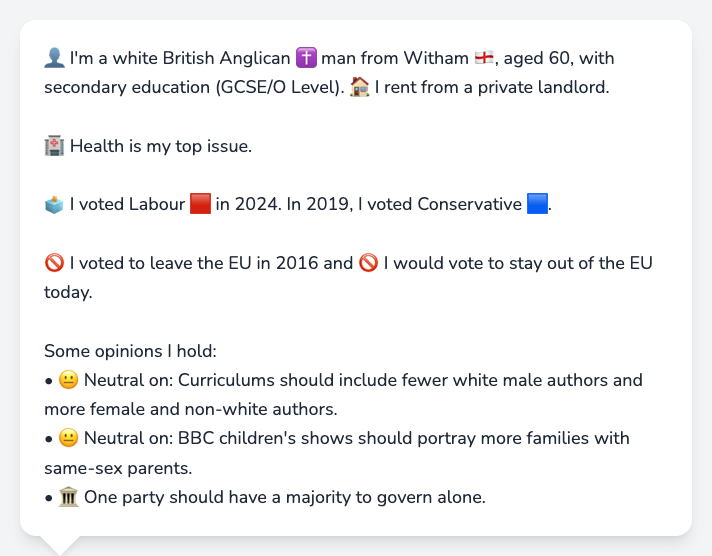 👤 I'm a white British Anglican ✝️ man from Witham 🏴󠁧󠁢󠁥󠁮󠁧󠁿, aged 60, with
secondary education (GCSE/O Level). 🏠 I rent from a private landlord.
🏥 Health is my top issue.
🗳️ I voted Labour 🟥 in 2024. In 2019, I voted Conservative 🟦.
🚫 I voted to leave the EU in 2016 and 🚫 I would vote to stay out of the EU
today.
Some opinions I hold:
• 😐 Neutral on: Curriculums should include fewer white male authors and
more female and non-white authors.
• 😐 Neutral on: BBC children's shows should portray more families with
same-sex parents.
• 🏛️ One party should have a majority to govern alone.